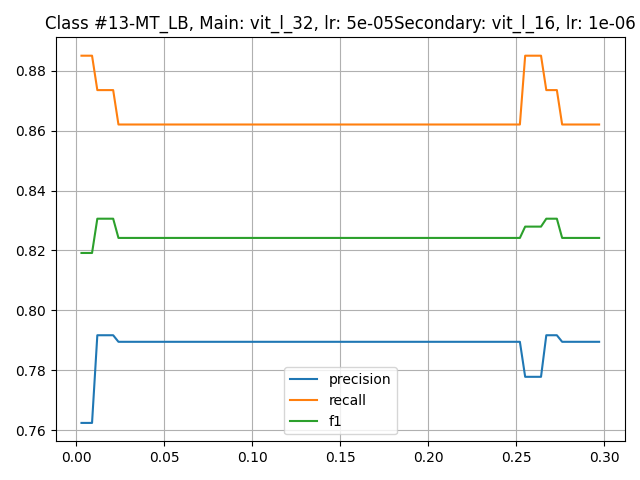 Class #13-MT_LB, Main: vit_l_32, lr: 5e-05Secondary: vit_l_16, lr: 1e-06
0.88
0.86
0.84
0.82
0.80
0.78
0.76
precision
recall
f1
0.00 0.05 0.10 0.15 0.20 0.25 0.30